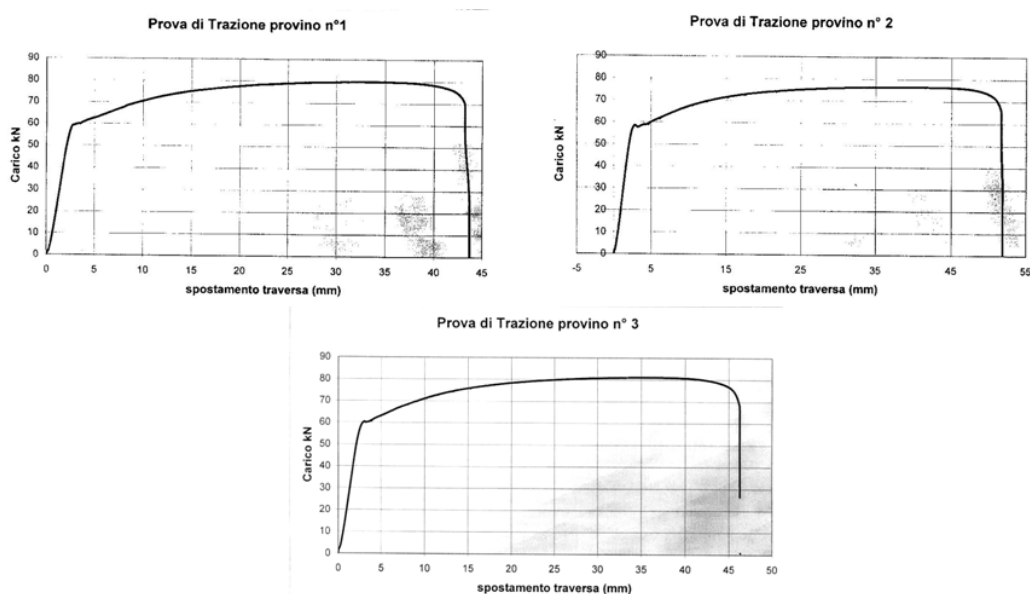 Prova di Trazione provino n°1
Carico kN
90
80
70
60
50
40
30
20
10
0
0 5 10 15 20 25 30 35 40 45
spostamento traversa (mm)
Prova di Trazione provino n° 2
Carico kN
90
80
70
60
50
40
30
20
10
0
-5 5 15 25 35 45 55
spostamento traversa (mm)
Prova di Trazione provino n° 3
Carico kN
90
80
70
60
50
40
30
20
10
0
0 5 10 15 20 25 30 35 40 45 50
spostamento traversa (mm)